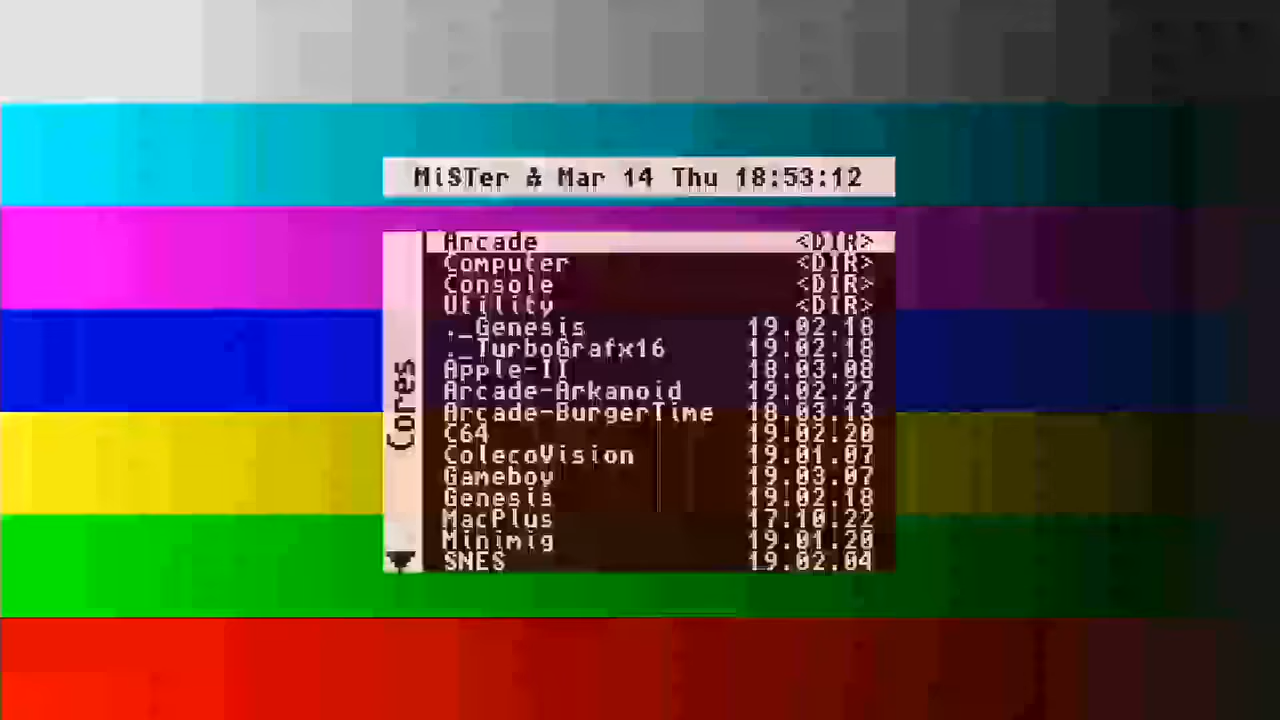 MiSTer & Mar 14 Thu 18:53:12
Arcade <DIR>
Computer <DIR>
Console <DIR>
Utility <DIR>
._Genesis 19.02.18
._TurboGrafx16 19.02.18
Apple-II 18.03.08
Arcade-Arkanoid 19.02.27
Arcade-BurgerTime 18.03.13
C64 19.02.20
ColecoVision 19.01.07
Gameboy 19.03.07
Genesis 19.02.18
MacPlus 17.10.22
Minimig 19.01.20
SNES 19.02.04
Cores